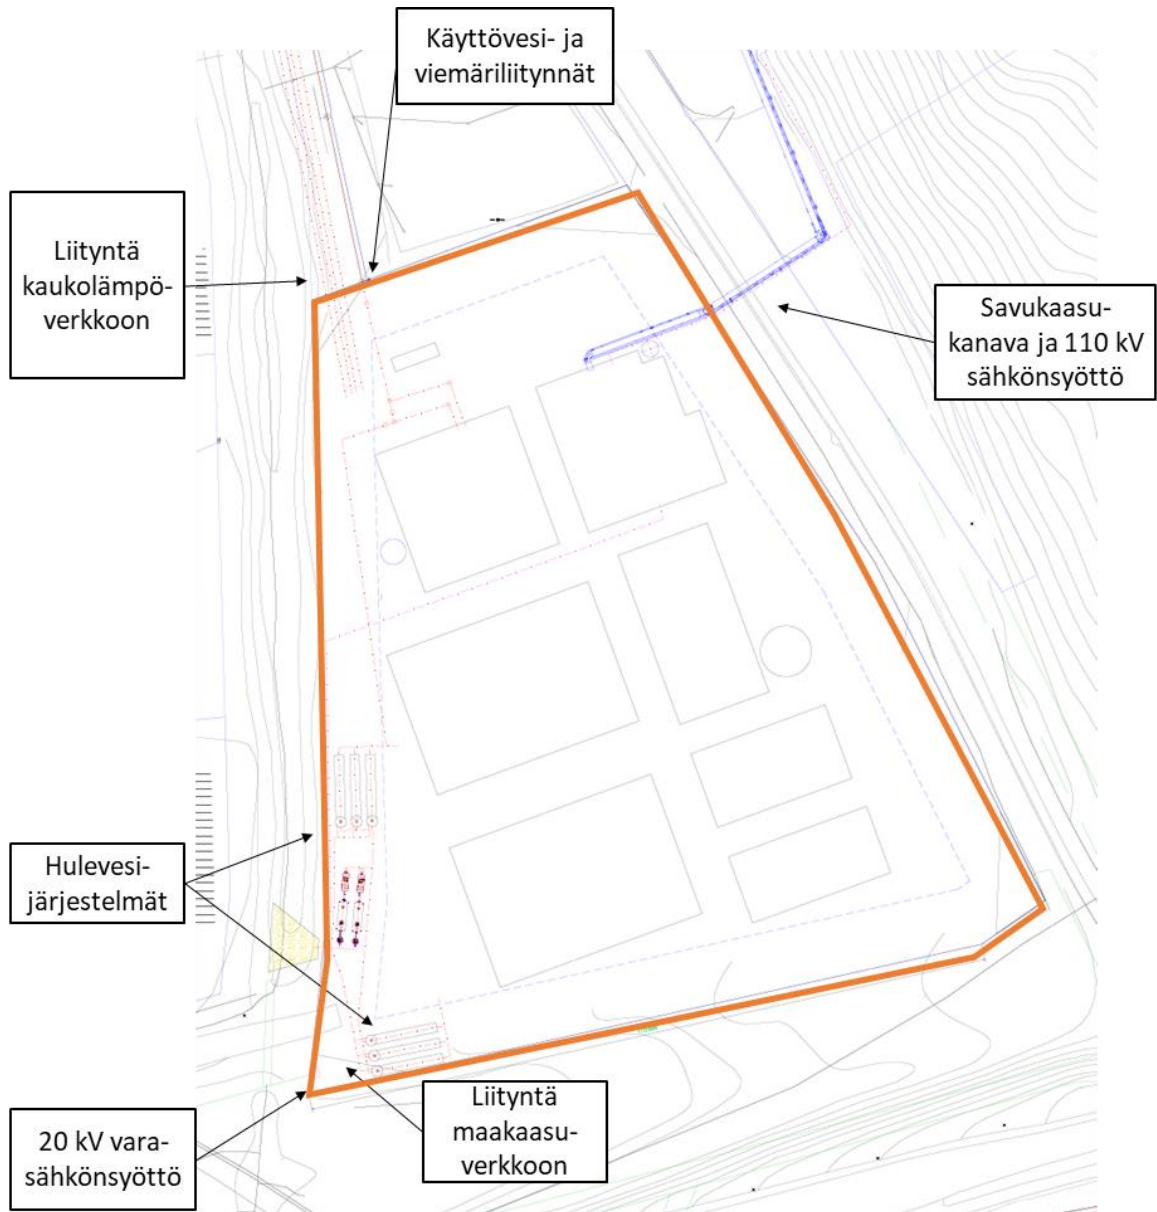 Käyttövesi- ja
viemäriliitynnät
Liityntä
kaukolämpö-
verkkoon
Savukaasu-
kanava ja 110 kV
sähkönsyöttö
Hulevesi-
järjestelmät
20 kV vara-
sähkönsyöttö
Liityntä
maakaasu-
verkkoon